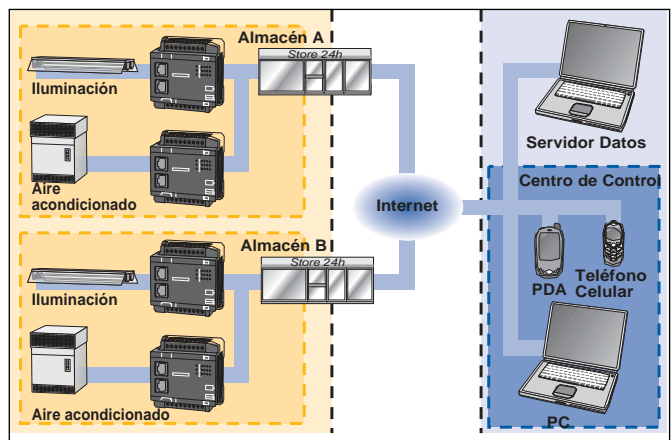 Almacén A
Store 24h
Iluminación
Aire
acondicionado
Almacén B
Store 24h
Iluminación
Aire acondicionado
Internet
Servidor Datos
Centro de Control
PDA
Teléfono
Celular
PC